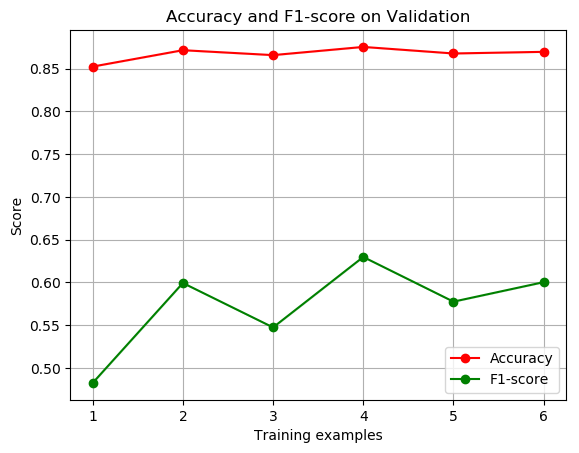 Accuracy and F1-score on Validation
Score
0.85
0.80
0.75
0.70
0.65
0.60
0.55
0.50
Accuracy
F1-score
1 2 3 4 5 6
Training examples